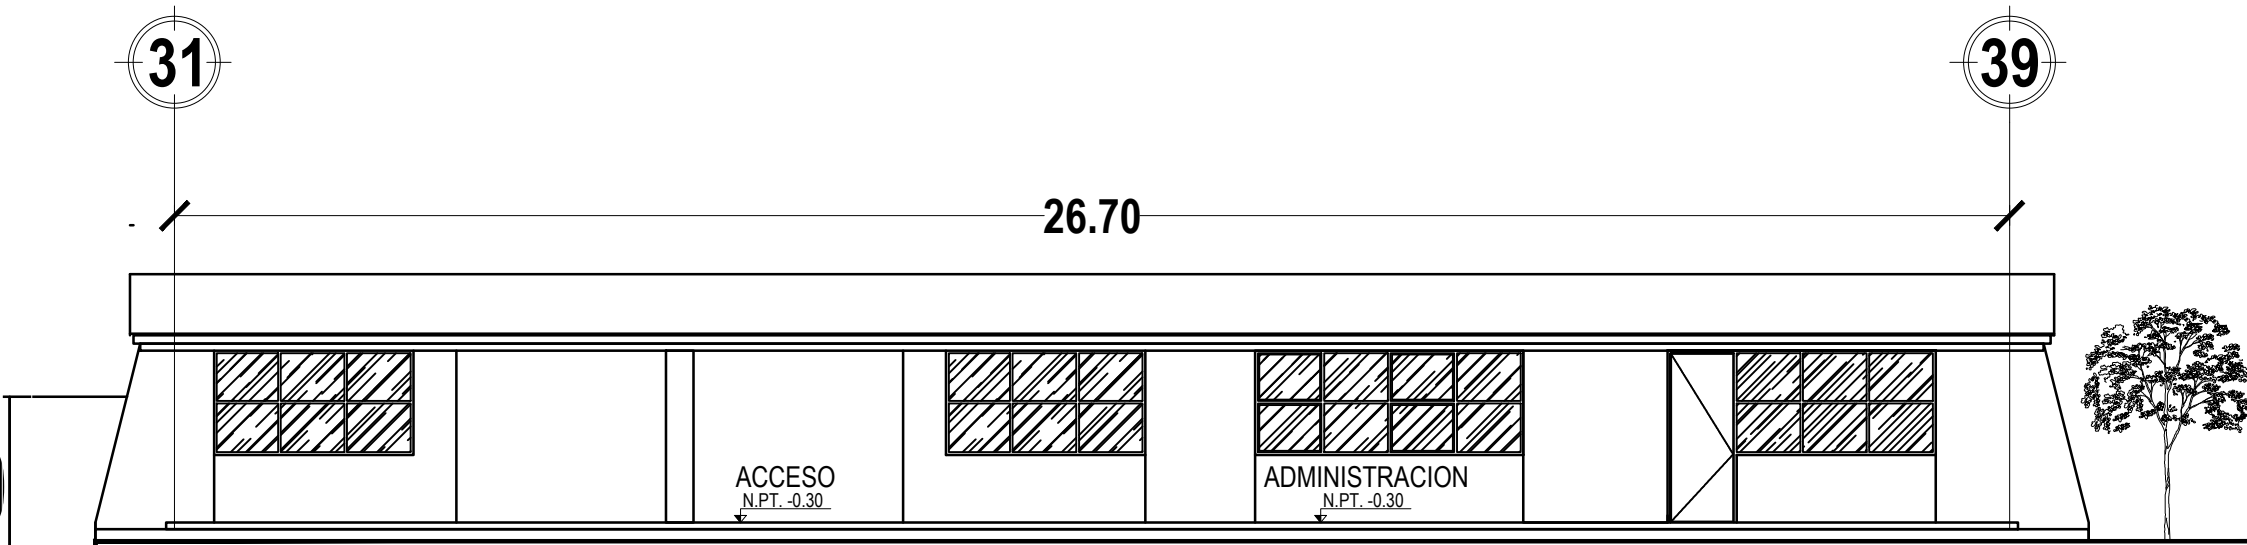 31
39
26.70
ACCESO
N.PT. -0.30
ADMINISTRACION
N.PT. -0.30